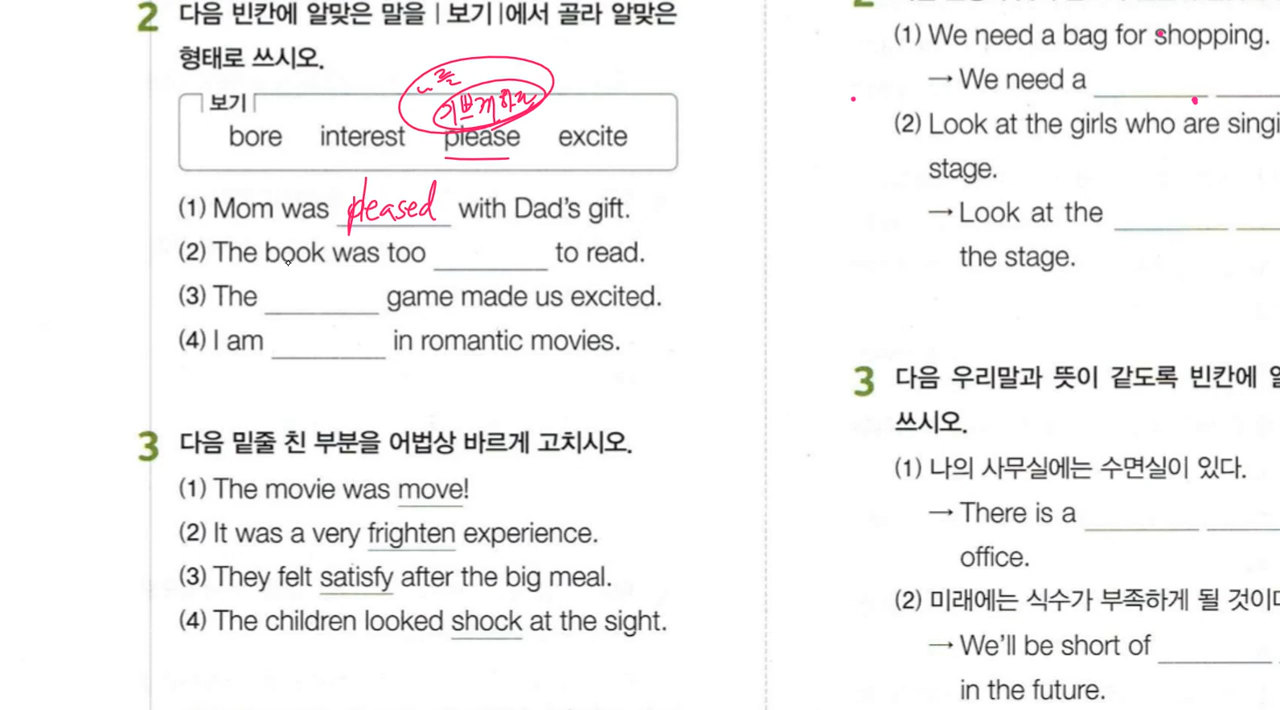 2 다음 빈칸에 알맞은 말을 | 보기 |에서 골라 알맞은
형태로 쓰시오.
나를
기쁘게하다
보기
bore interest please excite
(1) Mom was pleased with Dad's gift.
(2) The book was too ________ to read.
(3) The ________ game made us excited.
(4) I am ________ in romantic movies.
3 다음 밑줄 친 부분을 어법상 바르게 고치시오.
(1) The movie was move!
(2) It was a very frighten experience.
(3) They felt satisfy after the big meal.
(4) The children looked shock at the sight.
(1) We need a bag for shopping.
→ We need a ________ ________
(2) Look at the girls who are singi
stage.
→ Look at the ________ ________
the stage.
3 다음 우리말과 뜻이 같도록 빈칸에
쓰시오.
(1) 나의 사무실에는 수면실이 있다.
→ There is a ________ ________
office.
(2) 미래에는 식수가 부족하게 될 것이다
→ We'll be short of ________
in the future.